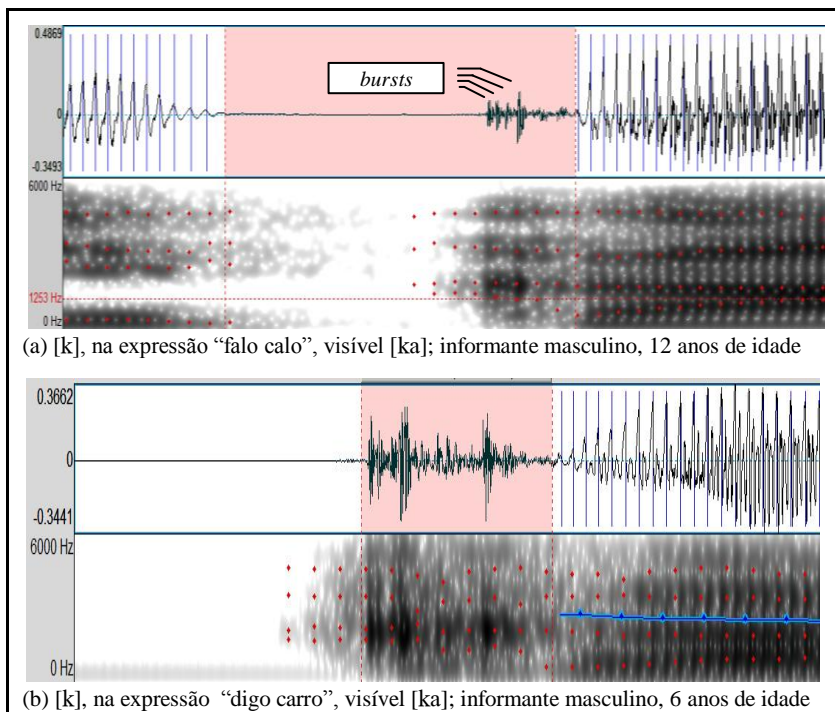 0.4869
bursts
0
-0.3493
6000 Hz
1253 Hz
0 Hz
(a) [k], na expressão “falo calo”, visível [ka]; informante masculino, 12 anos de idade
0.3662
0
-0.3441
6000 Hz
0 Hz
(b) [k], na expressão “digo carro”, visível [ka]; informante masculino, 6 anos de idade